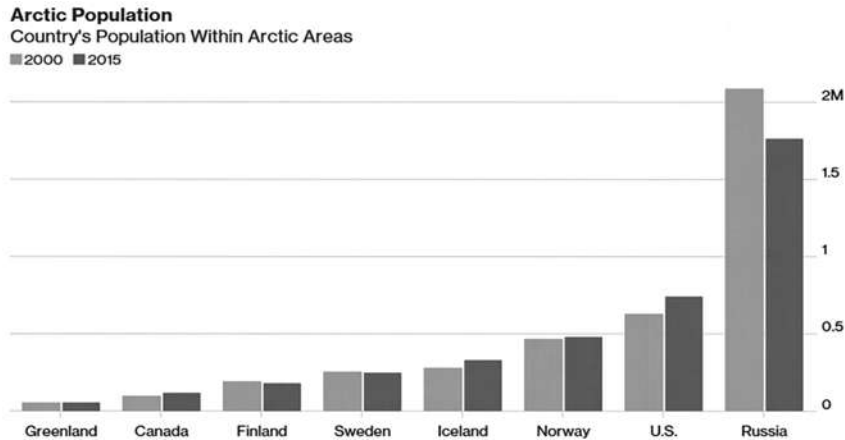 Arctic Population
Country's Population Within Arctic Areas
2000 2015
2M
1.5
1
0.5
0
Greenland Canada Finland Sweden Iceland Norway U.S. Russia